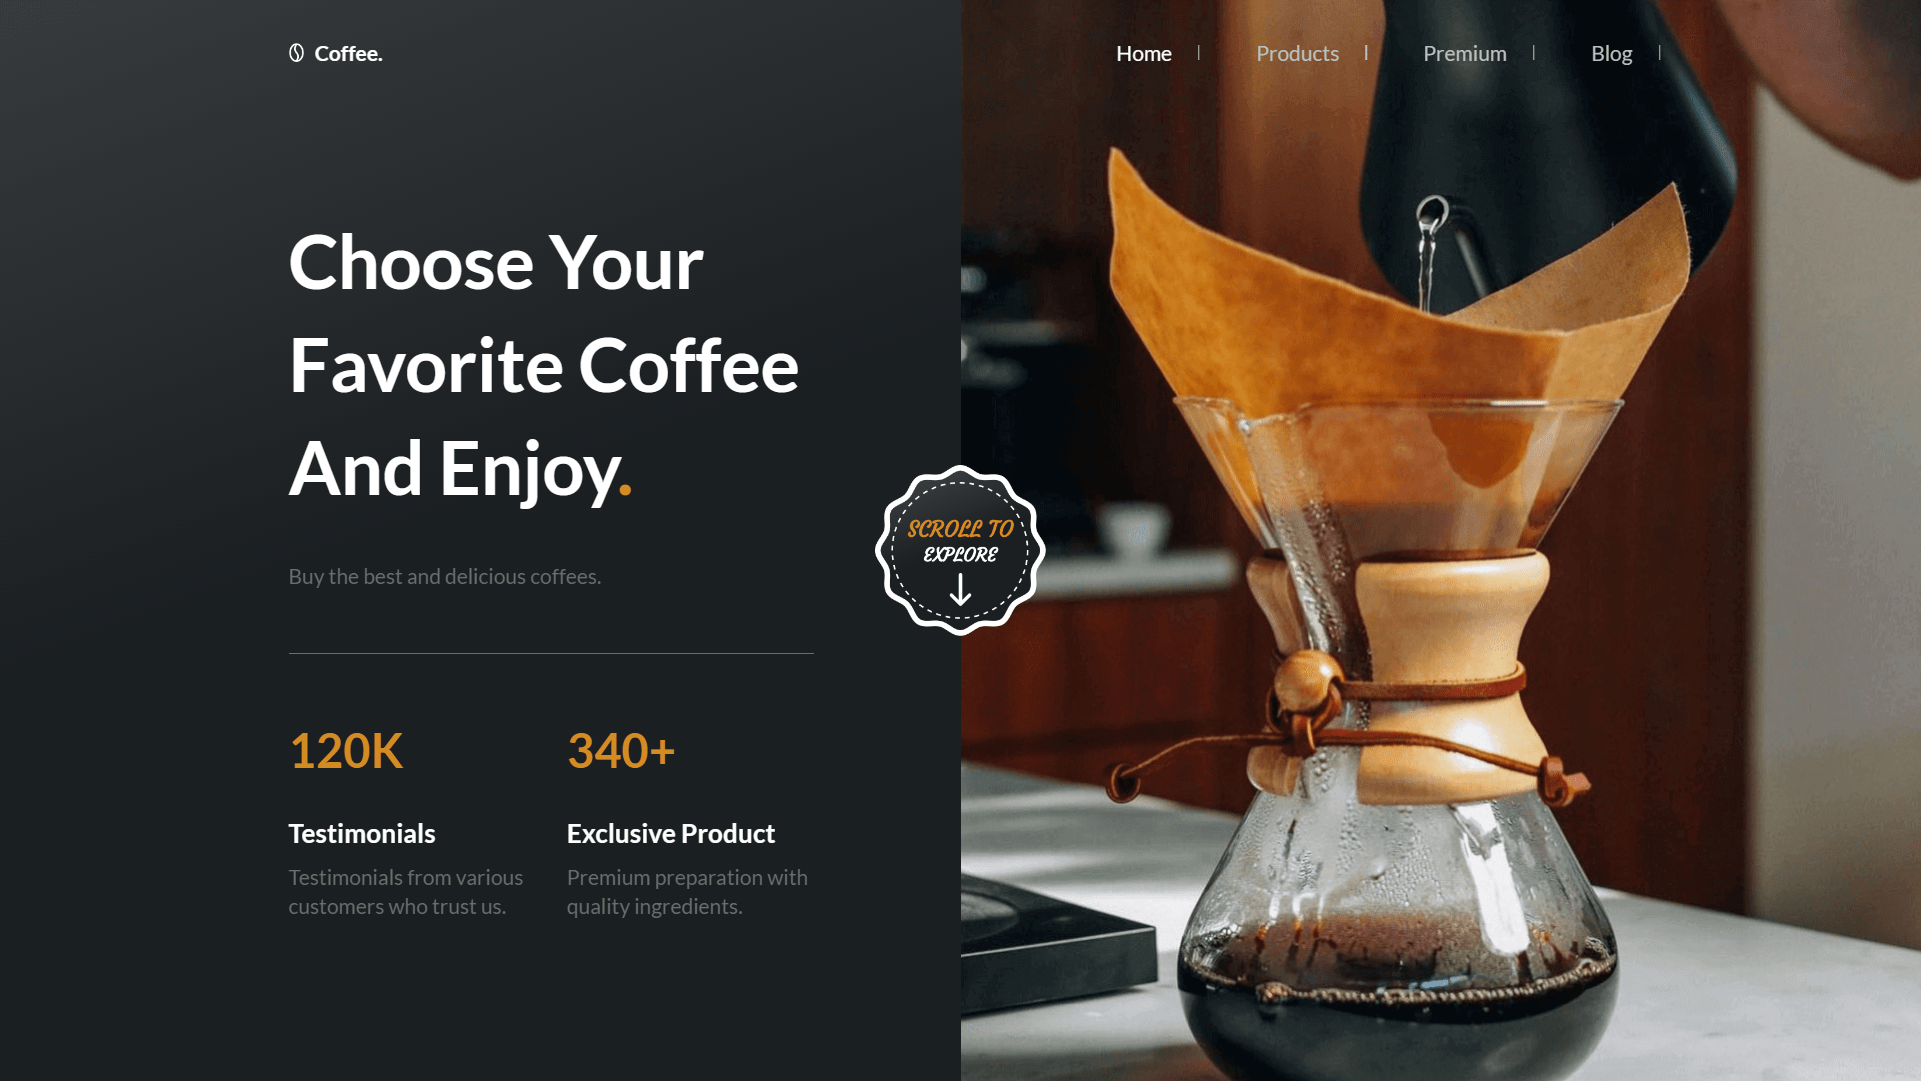 Coffee.
Home
Products
Premium
Blog
Choose Your
Favorite Coffee
And Enjoy.
SCROLL TO
EXPLORE
Buy the best and delicious coffees.
120K
340+
Testimonials
Exclusive Product
Testimonials from various
customers who trust us.
Premium preparation with
quality ingredients.